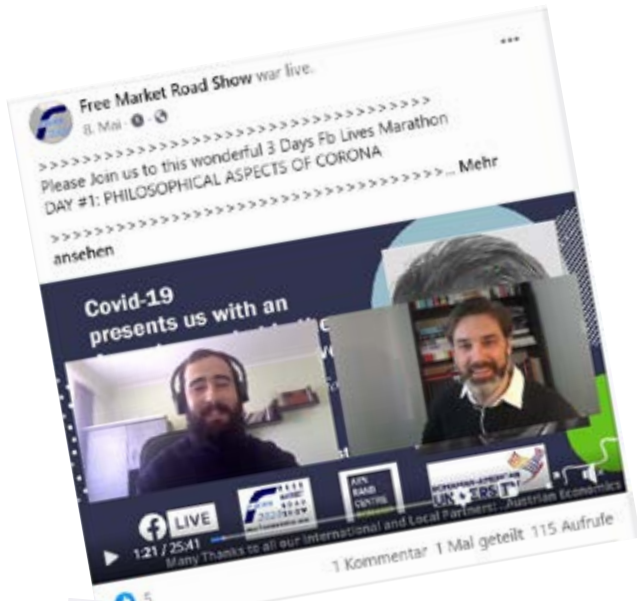 Free Market Road Show war live.
8. Mai
>>>>>>>>>>>>>>>>>>>>>>>>>>>>>>>>>>>>
Please Join us to this wonderful 3 Days Fb Lives Marathon
DAY #1: PHILOSOPHICAL ASPECTS OF CORONA
>>>>>>>>>>>>>>>>>>>>>>>>>>>>>>>>>>>>... Mehr
ansehen
Covid-19
presents us with an
LIVE
AYN
RAND
CENTRE
1:21 / 25:41
Many Thanks to all our International and Local Partners: ..Austrian Economics
1 Kommentar 1 Mal geteilt 115 Aufrufe
5